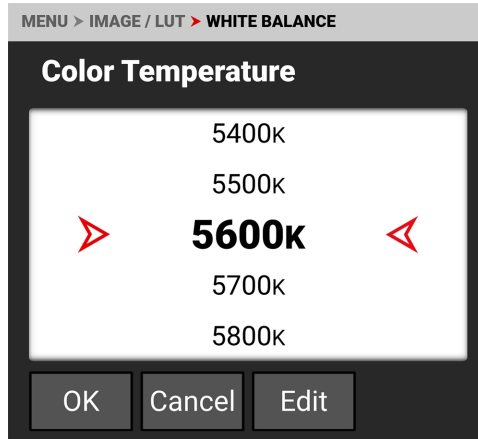 MENU > IMAGE / LUT > WHITE BALANCE
Color Temperature
5400K
5500K
5600K
5700K
5800K
OK Cancel Edit